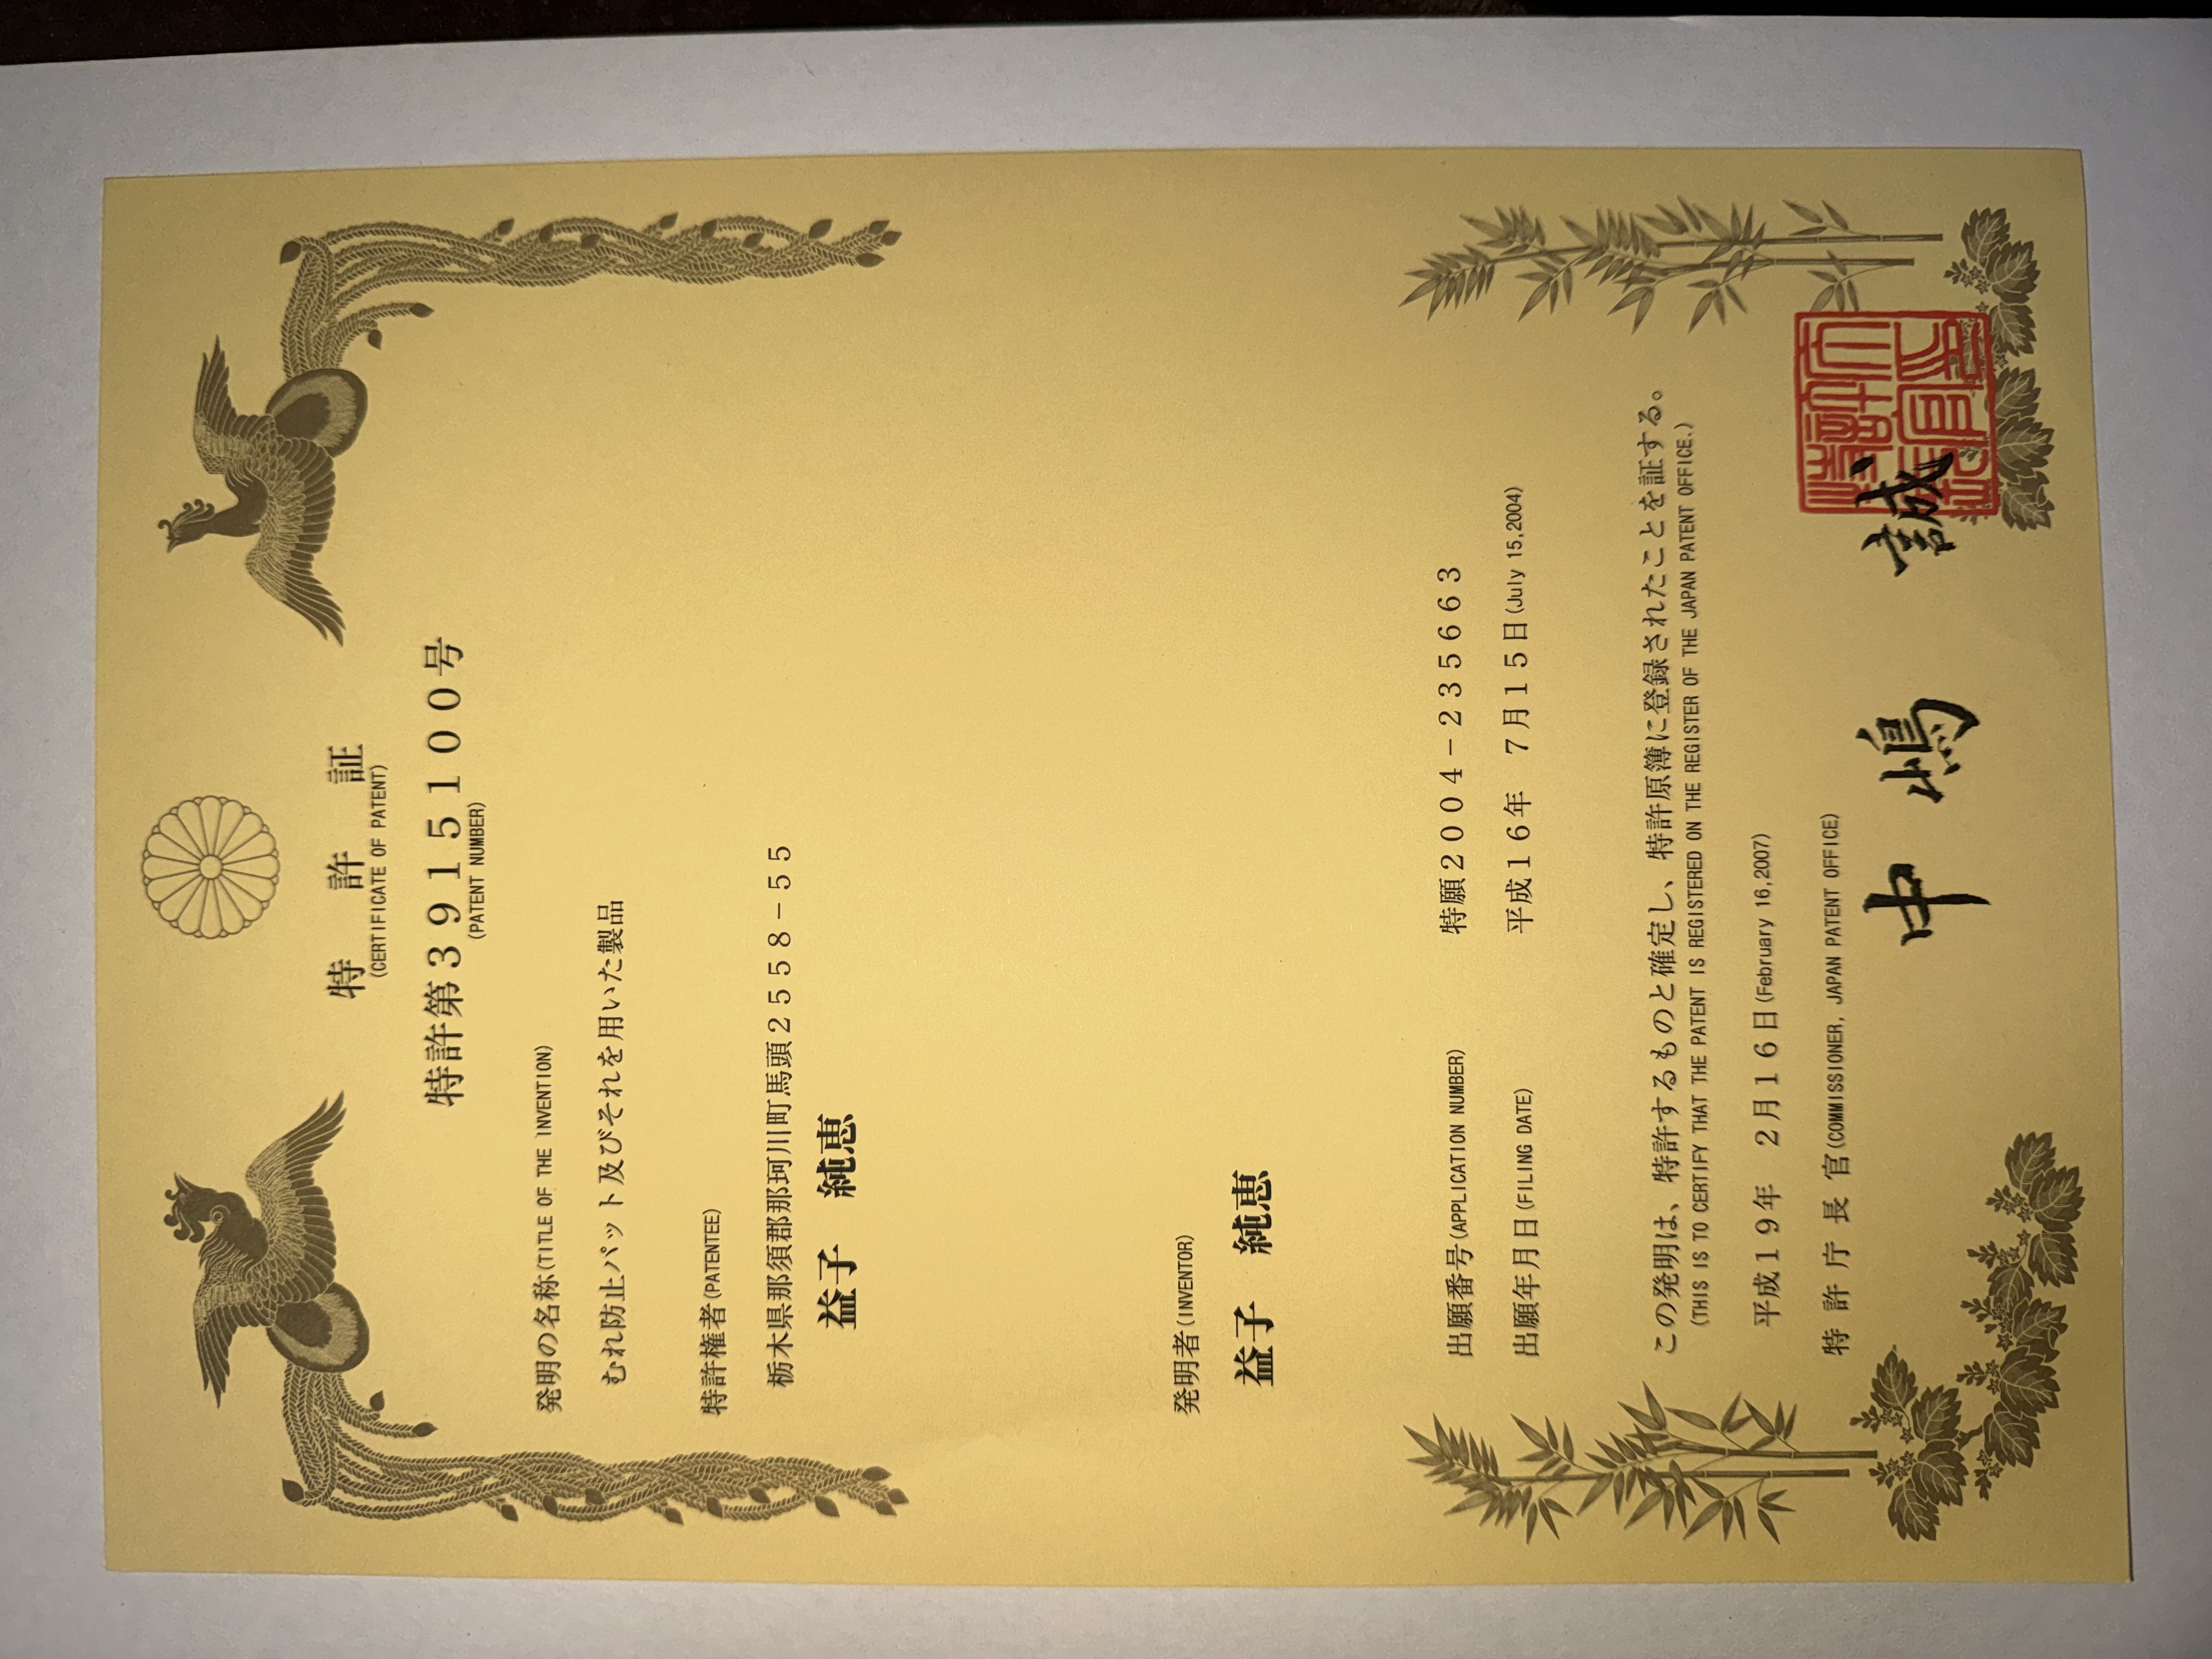 特許証
(CERTIFICATE OF PATENT)
特許第３９１５１００号
(PATENT NUMBER)
発明の名称(TITLE OF THE INVENTION)
むれ防止パット及びそれを用いた製品
特許権者(PATENTEE)
栃木県那須郡那珂川町馬頭２５５８－５５
益子　純恵
発明者(INVENTOR)
益子　純恵
出願番号(APPLICATION NUMBER)　特願２００４－２３５６６３
出願年月日(FILING DATE)　平成１６年　７月１５日(July 15,2004)
この発明は、特許するものと確定し、特許原簿に登録されたことを証する。
(THIS IS TO CERTIFY THAT THE PATENT IS REGISTERED ON THE REGISTER OF THE JAPAN PATENT OFFICE.)
平成１９年　２月１６日(February 16,2007)
特許庁長官(COMMISSIONER, JAPAN PATENT OFFICE)
中嶋誠